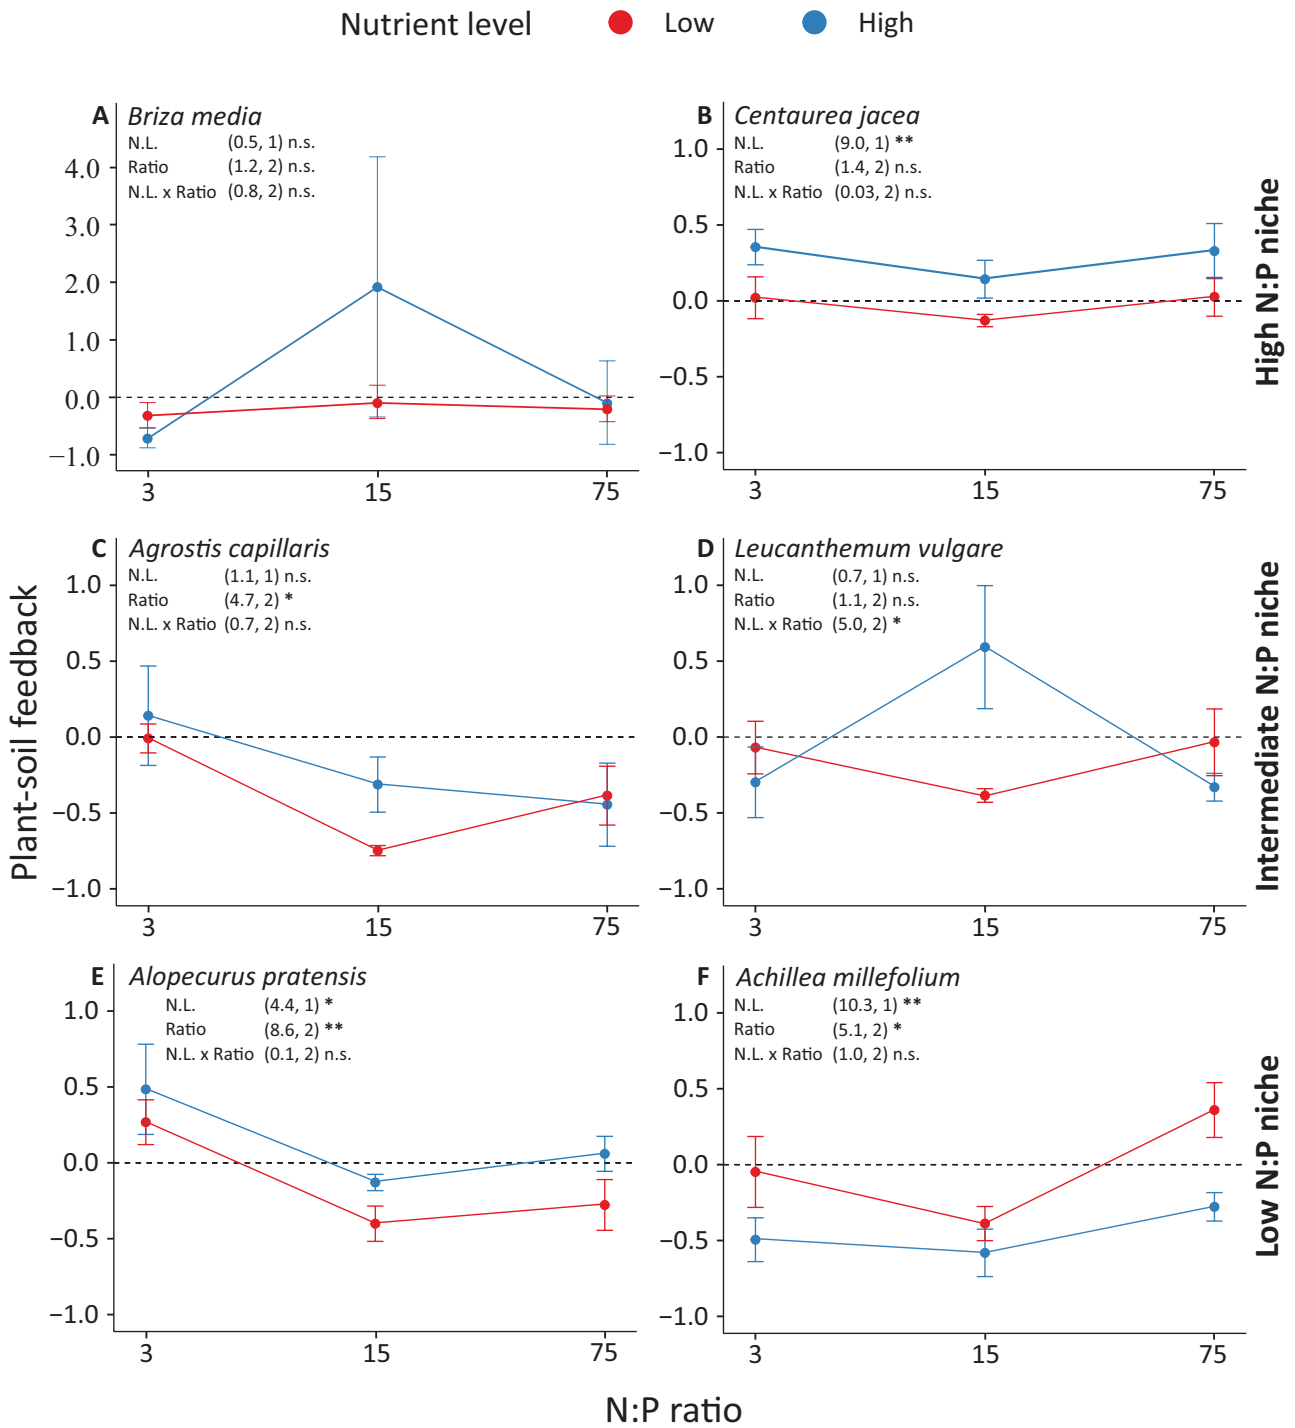 Nutrient level Low High
A Briza media
N.L. (0.5, 1) n.s.
Ratio (1.2, 2) n.s.
N.L. x Ratio (0.8, 2) n.s.
4.0
3.0
2.0
1.0
0.0
−1.0
3 15 75
B Centaurea jacea
N.L. (9.0, 1) **
Ratio (1.4, 2) n.s.
N.L. x Ratio (0.03, 2) n.s.
1.0
0.5
0.0
−0.5
−1.0
3 15 75
High N:P niche
C Agrostis capillaris
N.L. (1.1, 1) n.s.
Ratio (4.7, 2) *
N.L. x Ratio (0.7, 2) n.s.
1.0
0.5
0.0
−0.5
−1.0
3 15 75
D Leucanthemum vulgare
N.L. (0.7, 1) n.s.
Ratio (1.1, 2) n.s.
N.L. x Ratio (5.0, 2) *
1.0
0.5
0.0
−0.5
−1.0
3 15 75
Intermediate N:P niche
E Alopecurus pratensis
N.L. (4.4, 1) *
Ratio (8.6, 2) **
N.L. x Ratio (0.1, 2) n.s.
1.0
0.5
0.0
−0.5
−1.0
3 15 75
F Achillea millefolium
N.L. (10.3, 1) **
Ratio (5.1, 2) *
N.L. x Ratio (1.0, 2) n.s.
1.0
0.5
0.0
−0.5
−1.0
3 15 75
Low N:P niche
Plant-soil feedback
N:P ratio